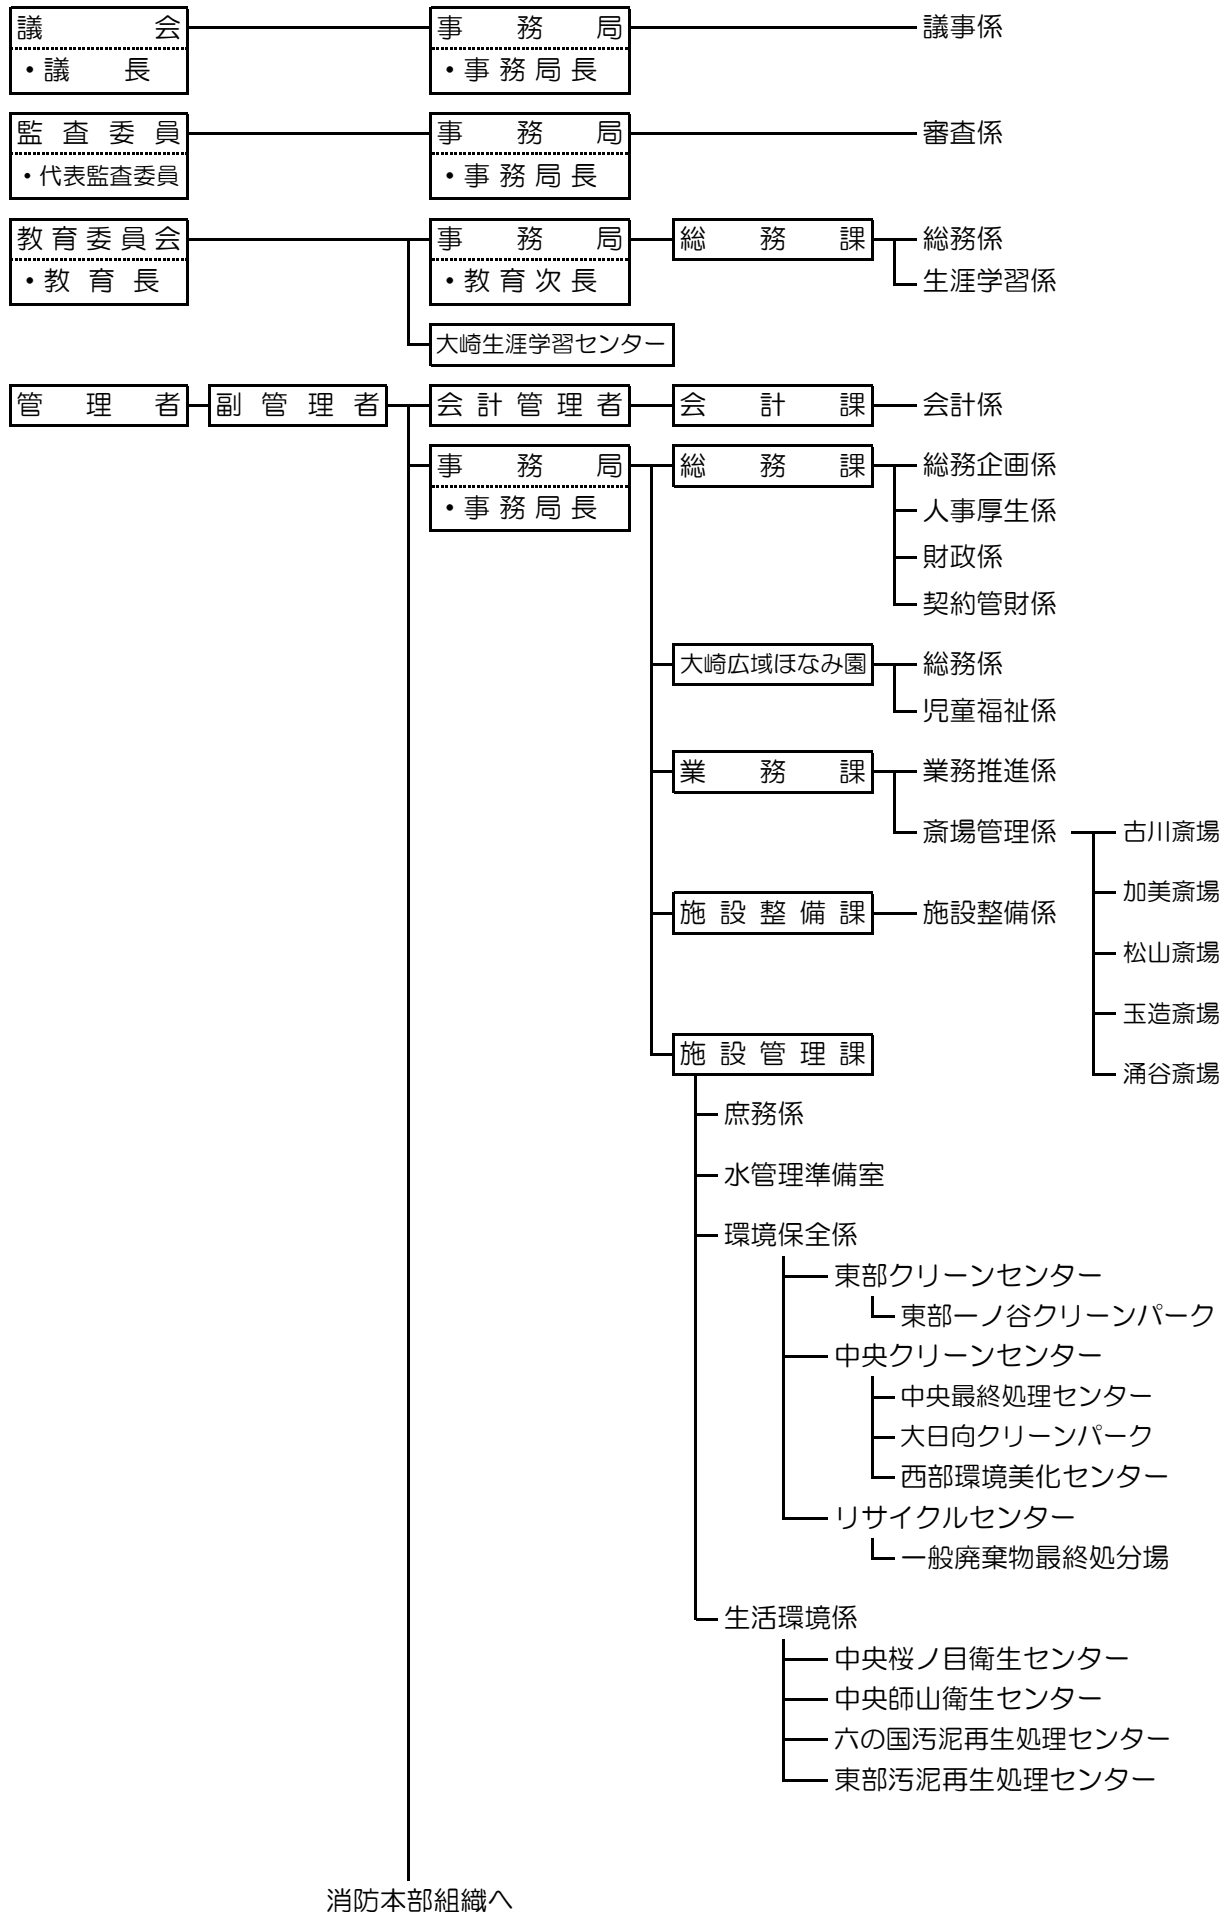 議会 事務局 議事係
・議長 ・事務局長
監査委員 事務局 審査係
・代表監査委員 ・事務局長
教育委員会 事務局 総務課 総務係
・教育長 ・教育次長 生涯学習係
大崎生涯学習センター
管理者 副管理者 会計管理者 会計課 会計係
事務局 総務課 総務企画係
・事務局長 人事厚生係
財政係
契約管財係
大崎広域ほなみ園 総務係
児童福祉係
業務課 業務推進係
斎場管理係 古川斎場
加美斎場
施設整備課 施設整備係
松山斎場
玉造斎場
施設管理課
涌谷斎場
庶務係
水管理準備室
環境保全係
東部クリーンセンター
東部一ノ谷クリーンパーク
中央クリーンセンター
中央最終処理センター
大日向クリーンパーク
西部環境美化センター
リサイクルセンター
一般廃棄物最終処分場
生活環境係
中央桜ノ目衛生センター
中央師山衛生センター
六の国汚泥再生処理センター
東部汚泥再生処理センター
消防本部組織へ